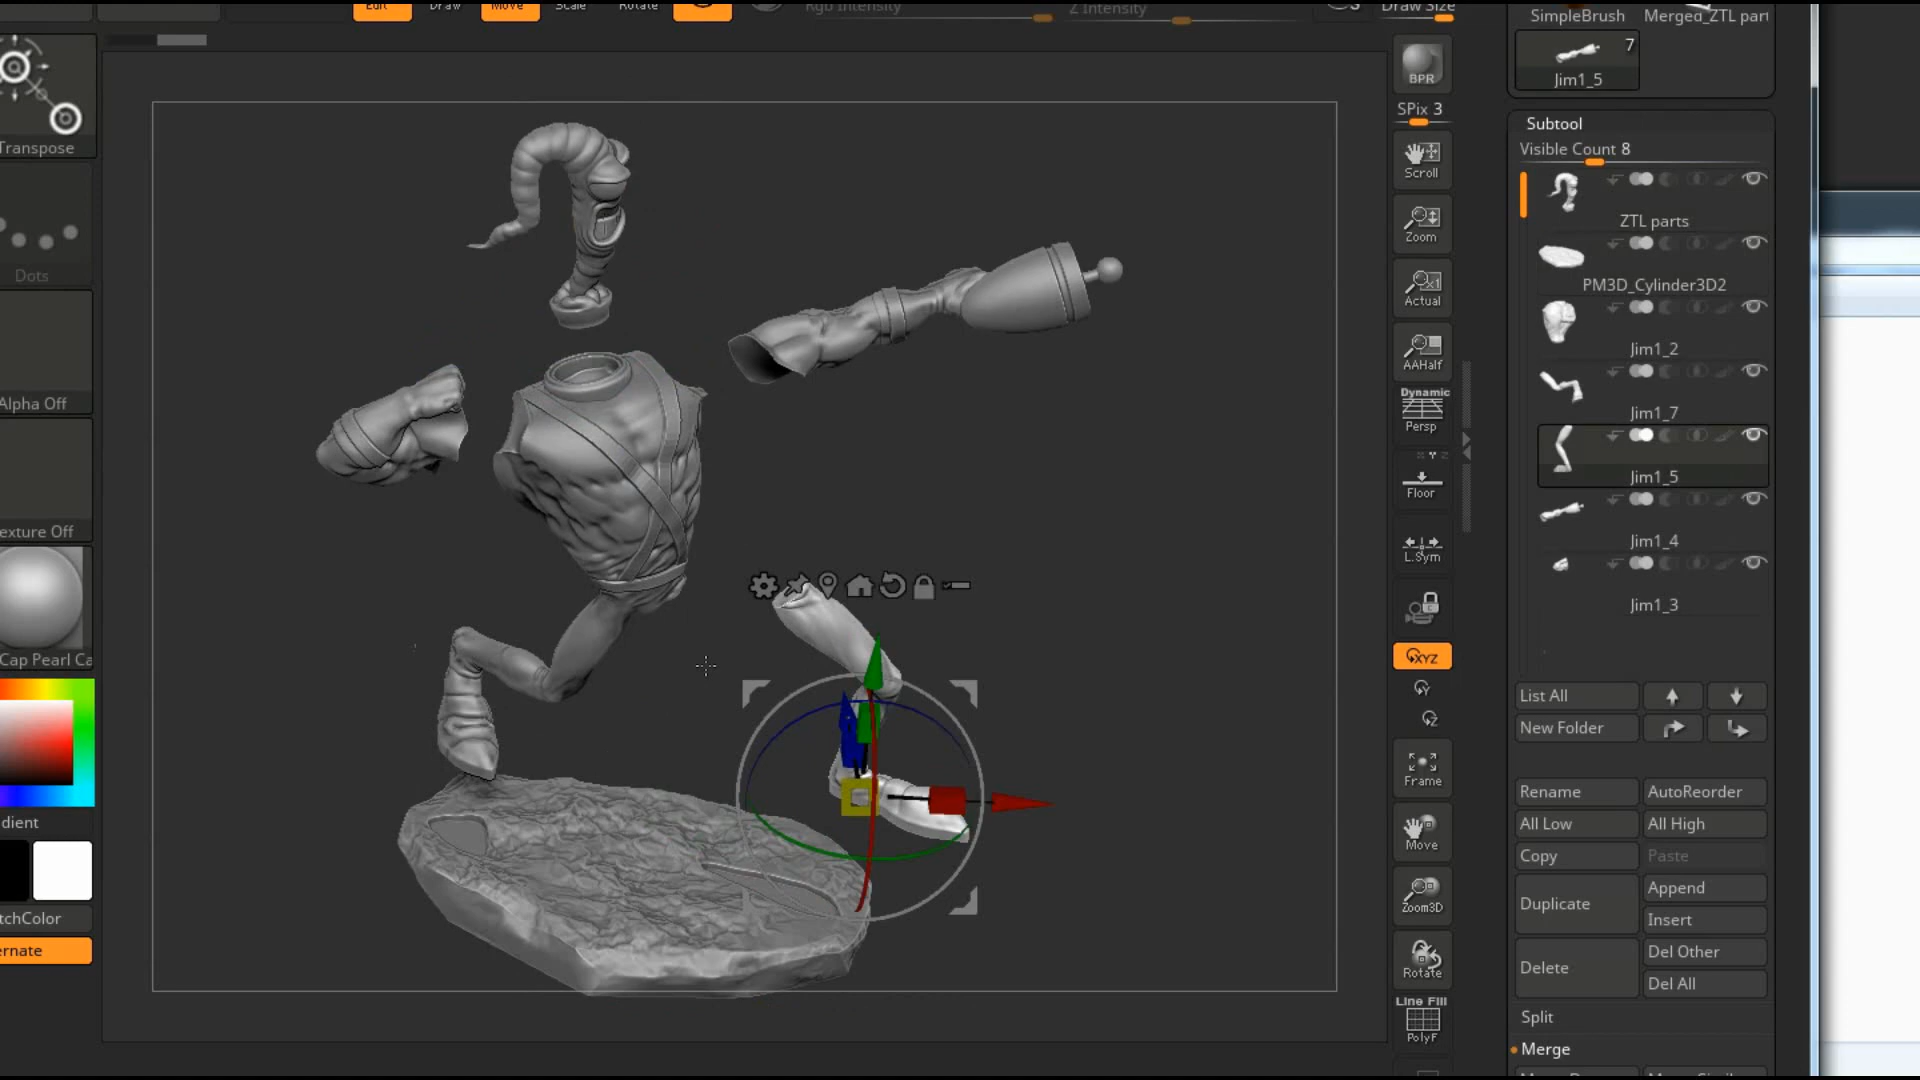 Edit Draw Move Scale Rotate Rgb Intensity Z Intensity Draw Size
SimpleBrush Merged_ZTL part
7
Jim1_5
Transpose
Dots
Alpha Off
exture Off
Cap Pearl Ca
dient
tchColor
ernate
BPR
SPix 3
Scroll
Zoom
Actual
AAHalf
Dynamic
Persp
Floor
L.Sym
XYZ
Y
Z
Frame
Move
Zoom3D
Rotate
Line Fill
PolyF
Subtool
Visible Count 8
ZTL parts
PM3D_Cylinder3D2
Jim1_2
Jim1_7
Jim1_5
Jim1_4
Jim1_3
List All
New Folder
Rename AutoReorder
All Low All High
Copy Paste
Duplicate Append
Insert
Delete Del Other
Del All
Split
Merge